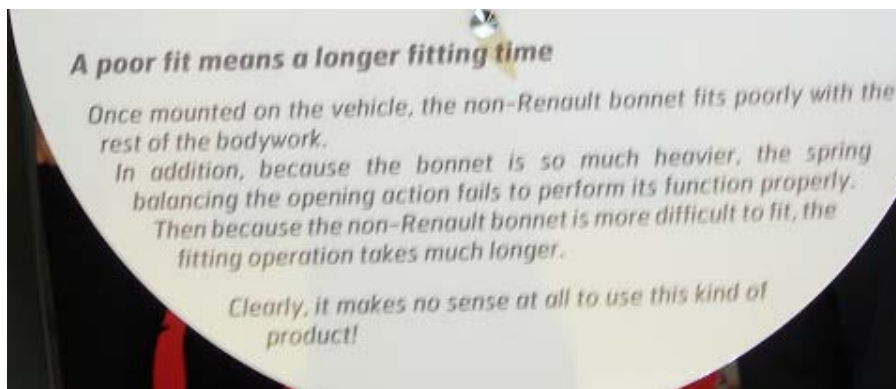 A poor fit means a longer fitting time
Once mounted on the vehicle, the non-Renault bonnet fits poorly with the
rest of the bodywork.
In addition, because the bonnet is so much heavier, the spring
balancing the opening action fails to perform its function properly.
Then because the non-Renault bonnet is more difficult to fit, the
fitting operation takes much longer.
Clearly, it makes no sense at all to use this kind of
product!